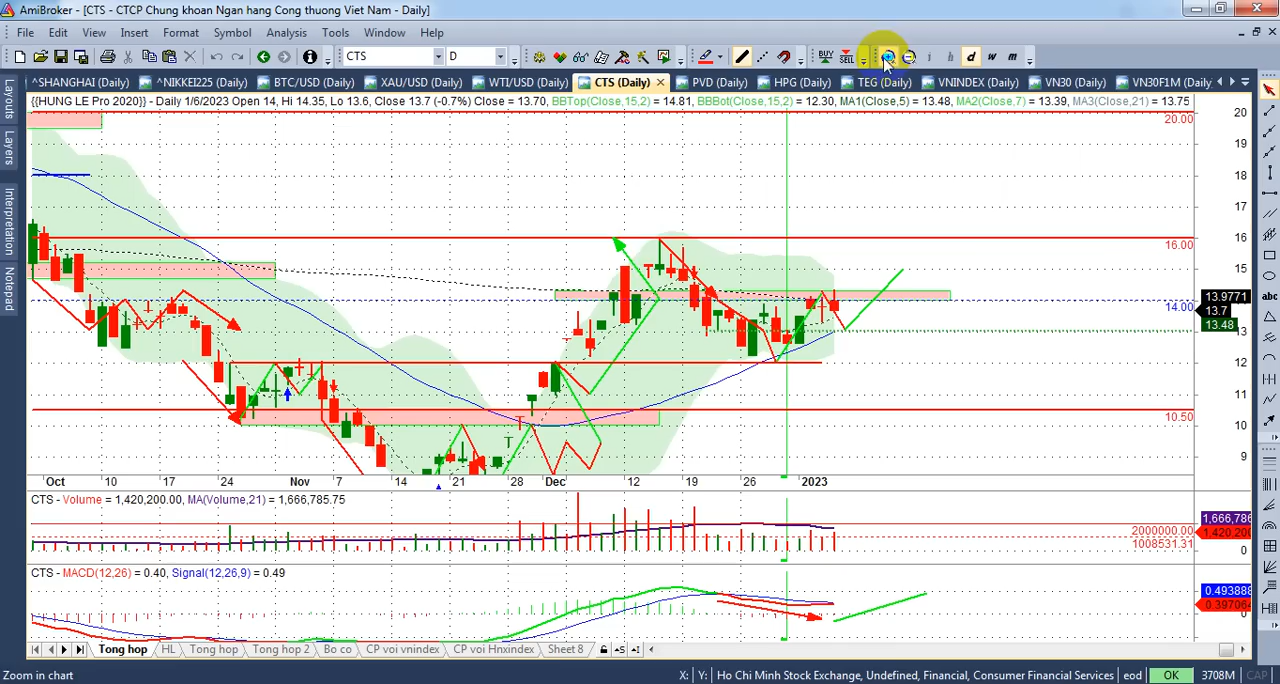 AmiBroker - [CTS - CTCP Chung khoan Ngan hang Cong thuong Viet Nam - Daily]
File Edit View Insert Format Symbol Analysis Tools Window Help
CTS D BUY SELL i h d w m
^SHANGHAI (Daily) ^NIKKEI225 (Daily) BTC/USD (Daily) XAU/USD (Daily) WTI/USD (Daily) CTS (Daily) PVD (Daily) HPG (Daily) TEG (Daily) VNINDEX (Daily) VN30 (Daily) VN30F1M (Daily)
Layouts
Layers
Interpretation
Notepad
{{HUNG LE Pro 2020}} - Daily 1/6/2023 Open 14, Hi 14.35, Lo 13.6, Close 13.7 (-0.7%) Close = 13.70, BBTop(Close,15,2) = 14.81, BBBot(Close,15,2) = 12.30, MA1(Close,5) = 13.48, MA2(Close,7) = 13.39, MA3(Close,21) = 13.75
20
20.00
19
18
17
16
16.00
15
13.9771
14.00
13.7
13.48
13
12
11
10.50
10
9
Oct 10 17 24 Nov 7 14 21 28 Dec 12 19 26 2023
CTS - Volume = 1,420,200.00, MA(Volume,21) = 1,666,785.75
1,666,786
2000000.00
1,420,200
1008531.31
0
CTS - MACD(12,26) = 0.40, Signal(12,26,9) = 0.49
0.493888
0.397064
0
Tong hop HL Tong hop Tong hop 2 Bo co CP voi vnindex CP voi Hnxindex Sheet 8
Zoom in chart X: Y: Ho Chi Minh Stock Exchange, Undefined, Financial, Consumer Financial Services eod OK 3708M CAP
abc